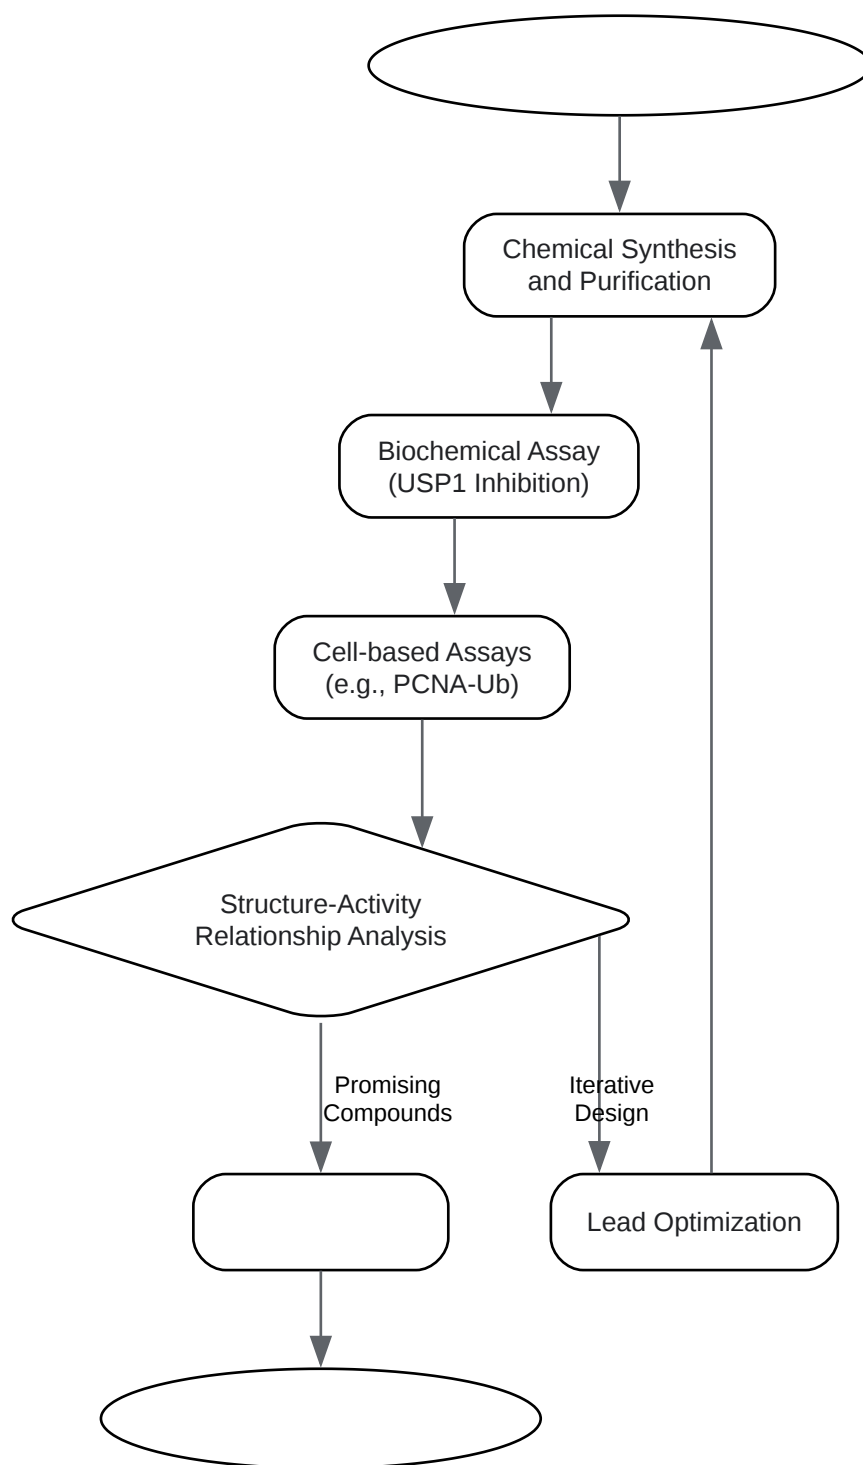 Chemical Synthesis
and Purification
Biochemical Assay
(USP1 Inhibition)
Cell-based Assays
(e.g., PCNA-Ub)
Structure-Activity
Relationship Analysis
Promising
Compounds
Iterative
Design
Lead Optimization